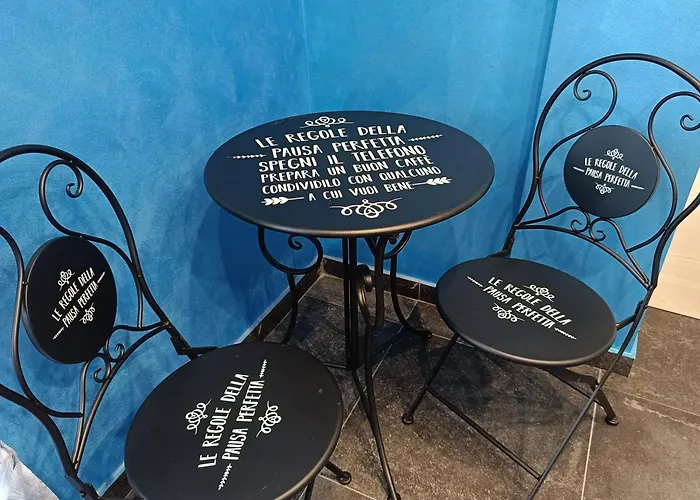 LE REGOLE DELLA
PAUSA PERFETTA
SPEGNI IL TELEFONO
PREPARA UN BUON CAFFÈ
CONDIVIDILO CON QUALCUNO
A CUI VUOI BENE
LE REGOLE DELLA
PAUSA PERFETTA
LE REGOLE DELLA
PAUSA PERFETTA
LE REGOLE DELLA
PAUSA PERFETTA
LE REGOLE DELLA
PAUSA PERFETTA